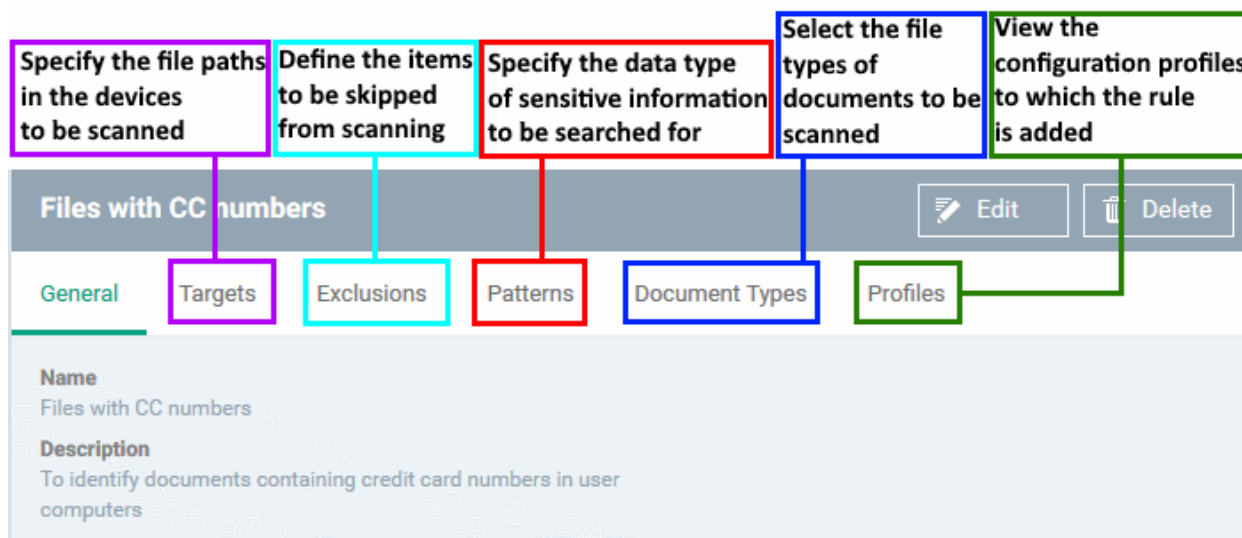 Specify the file paths
in the devices
to be scanned
Define the items
to be skipped
from scanning
Specify the data type
of sensitive information
to be searched for
Select the file
types of
documents to be
scanned
View the
configuration profiles
to which the rule
is added
Files with CC numbers
Edit
Delete
General
Targets
Exclusions
Patterns
Document Types
Profiles
Name
Files with CC numbers
Description
To identify documents containing credit card numbers in user
computers